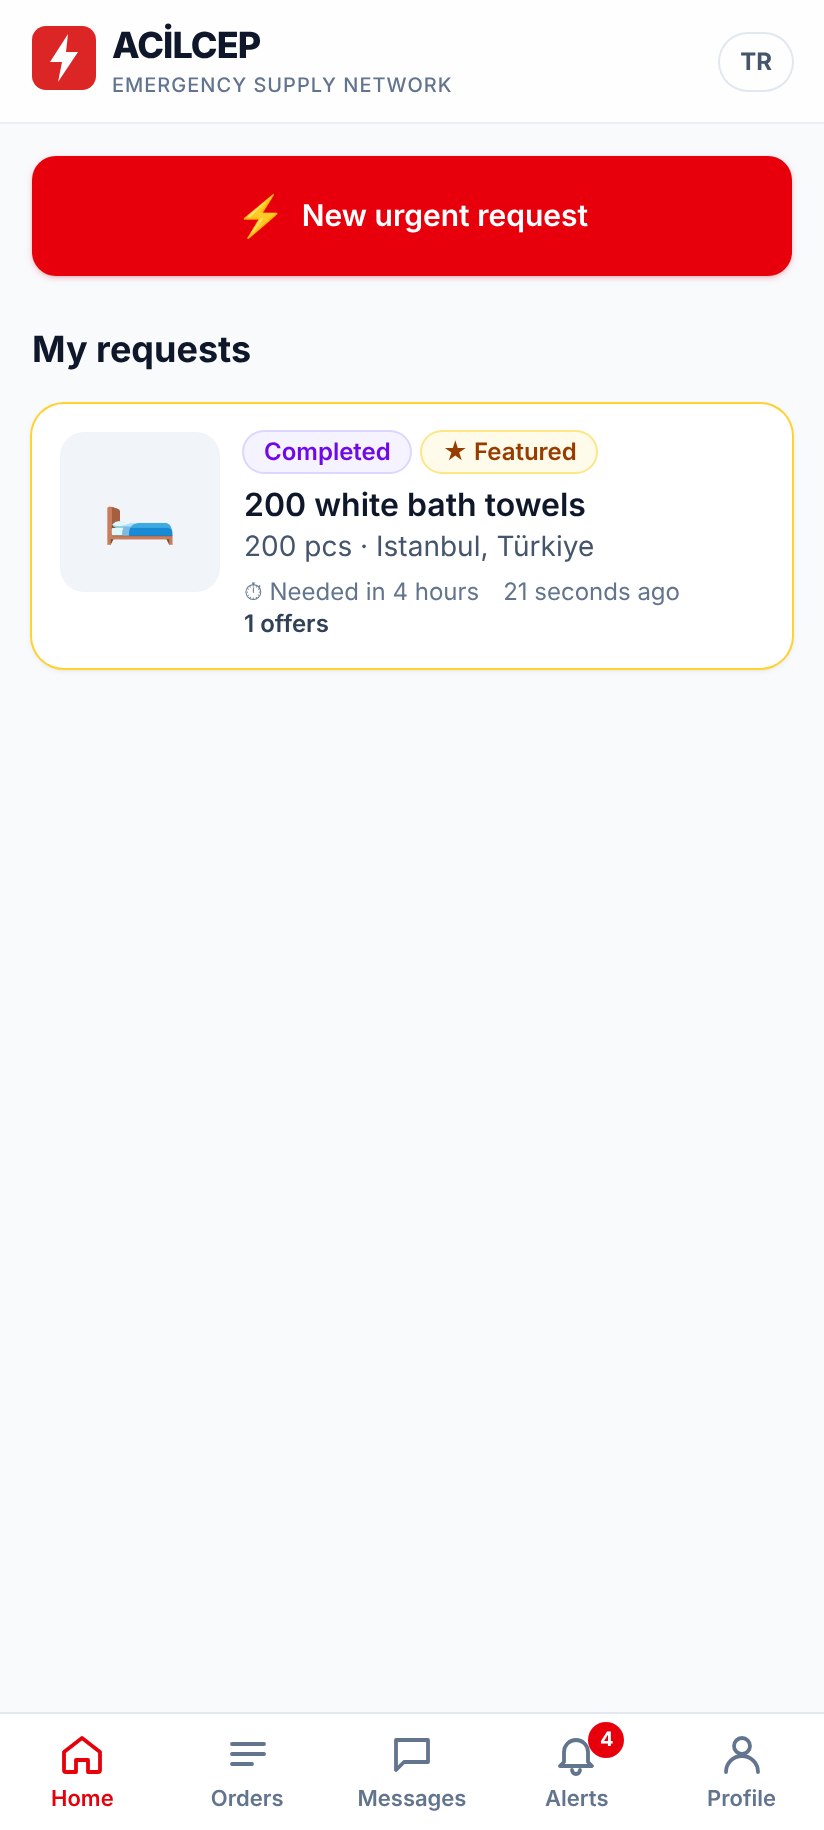 ACİLCEP
EMERGENCY SUPPLY NETWORK
TR
New urgent request
My requests
Completed
★ Featured
200 white bath towels
200 pcs · Istanbul, Türkiye
⏱ Needed in 4 hours 21 seconds ago
1 offers
4
Home
Orders
Messages
Alerts
Profile